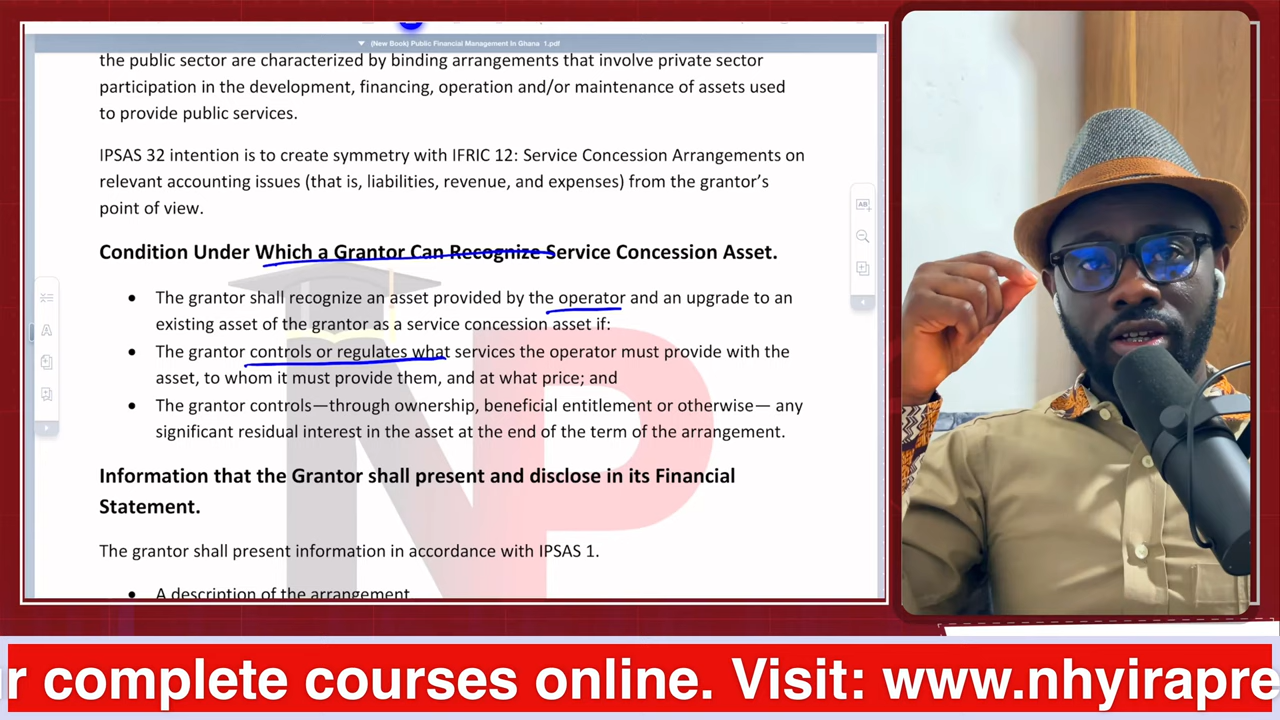 (New Book) Public Financial Management In Ghana 1.pdf
the public sector are characterized by binding arrangements that involve private sector
participation in the development, financing, operation and/or maintenance of assets used
to provide public services.
IPSAS 32 intention is to create symmetry with IFRIC 12: Service Concession Arrangements on
relevant accounting issues (that is, liabilities, revenue, and expenses) from the grantor’s
point of view.
Condition Under Which a Grantor Can Recognize Service Concession Asset.
• The grantor shall recognize an asset provided by the operator and an upgrade to an
existing asset of the grantor as a service concession asset if:
• The grantor controls or regulates what services the operator must provide with the
asset, to whom it must provide them, and at what price; and
• The grantor controls—through ownership, beneficial entitlement or otherwise— any
significant residual interest in the asset at the end of the term of the arrangement.
Information that the Grantor shall present and disclose in its Financial
Statement.
The grantor shall present information in accordance with IPSAS 1.
• A description of the arrangement
AB
A
NP
r complete courses online. Visit: www.nhyirapre